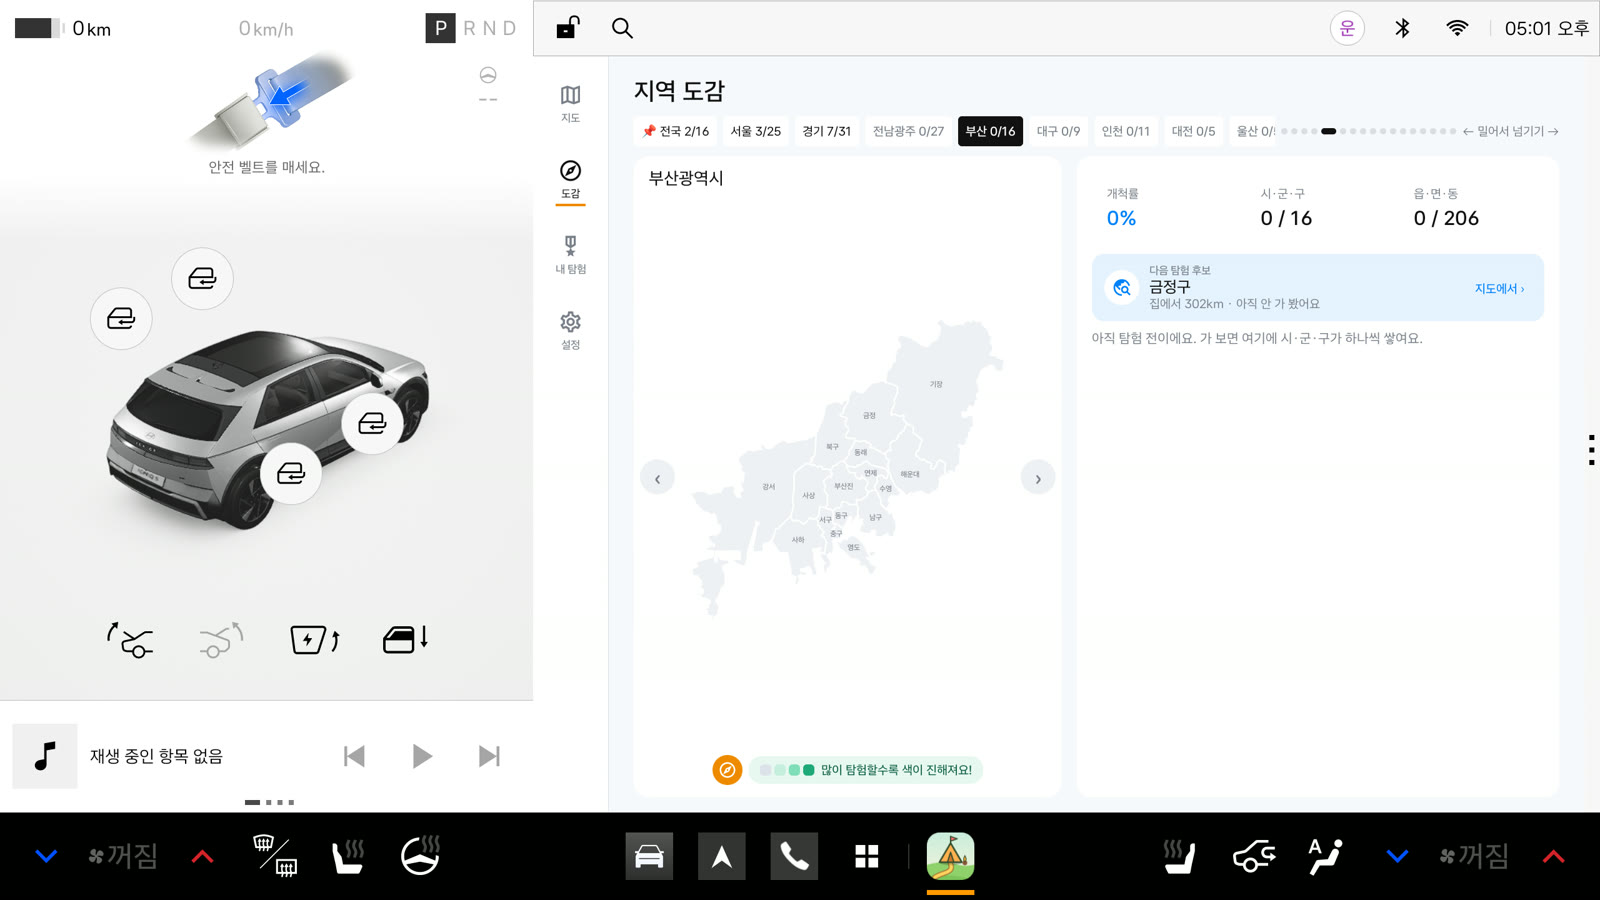 0 km
0 km/h
P R N D
--
안전 벨트를 매세요.
재생 중인 항목 없음
운
05:01 오후
지도
도감
내 탐험
설정
지역 도감
📌 전국 2/16
서울 3/25
경기 7/31
전남광주 0/27
부산 0/16
대구 0/9
인천 0/11
대전 0/5
울산 0/
← 밀어서 넘기기 →
부산광역시
기장
금정
북구
동래
연제
해운대
강서
부산진
수영
사상
서구
동구
남구
중구
사하
영도
많이 탐험할수록 색이 진해져요!
개척률
0%
시·군·구
0 / 16
읍·면·동
0 / 206
다음 탐험 후보
금정구
집에서 302km · 아직 안 가 봤어요
지도에서 ›
아직 탐험 전이에요. 가 보면 여기에 시·군·구가 하나씩 쌓여요.
꺼짐
A
꺼짐